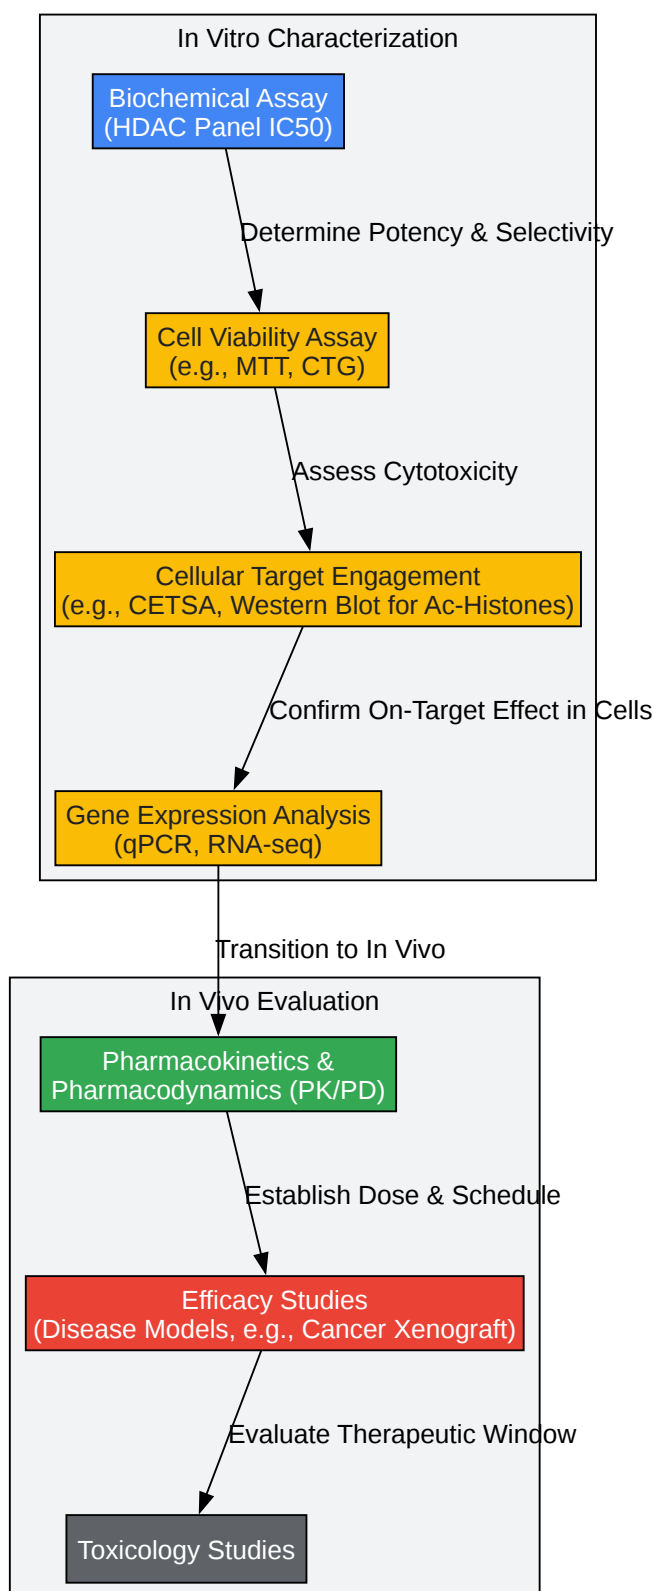 In Vitro Characterization
Biochemical Assay
(HDAC Panel IC50)
Determine Potency & Selectivity
Cell Viability Assay
(e.g., MTT, CTG)
Assess Cytotoxicity
Cellular Target Engagement
(e.g., CETSA, Western Blot for Ac-Histones)
Confirm On-Target Effect in Cells
Gene Expression Analysis
(qPCR, RNA-seq)
Transition to In Vivo
In Vivo Evaluation
Pharmacokinetics &
Pharmacodynamics (PK/PD)
Establish Dose & Schedule
Efficacy Studies
(Disease Models, e.g., Cancer Xenograft)
Evaluate Therapeutic Window
Toxicology Studies